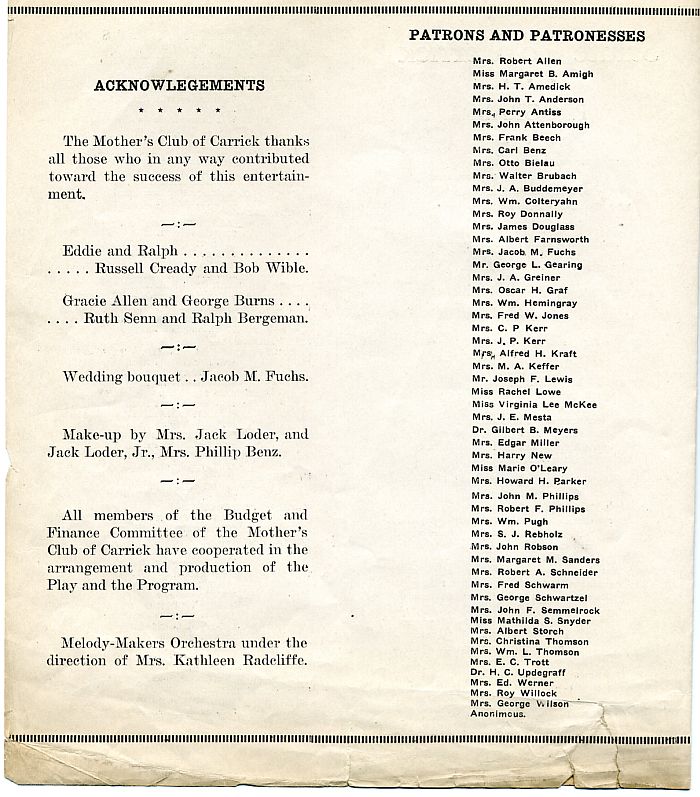 ACKNOWLEGEMENTS
* * * * *
The Mother's Club of Carrick thanks
all those who in any way contributed
toward the success of this entertain-
ment.
—:—
Eddie and Ralph . . . . . . . . . . . . . .
. . . . . Russell Cready and Bob Wible.
Gracie Allen and George Burns . . . .
. . . . Ruth Senn and Ralph Bergeman.
—:—
Wedding bouquet . . Jacob M. Fuchs.
—:—
Make-up by Mrs. Jack Loder, and
Jack Loder, Jr., Mrs. Phillip Benz.
—:—
All members of the Budget and
Finance Committee of the Mother's
Club of Carrick have cooperated in the
arrangement and production of the
Play and the Program.
—:—
Melody-Makers Orchestra under the
direction of Mrs. Kathleen Radcliffe.
PATRONS AND PATRONESSES
Mrs. Robert Allen
Miss Margaret B. Amigh
Mrs. H. T. Amedick
Mrs. John T. Anderson
Mrs. Perry Antiss
Mrs. John Attenborough
Mrs. Frank Beech
Mrs. Carl Benz
Mrs. Otto Bielau
Mrs. Walter Brubach
Mrs. J. A. Buddemeyer
Mrs. Wm. Colteryahn
Mrs. Roy Donnally
Mrs. James Douglass
Mrs. Albert Farnsworth
Mrs. Jacob M. Fuchs
Mr. George L. Gearing
Mrs. J. A. Greiner
Mrs. Oscar H. Graf
Mrs. Wm. Hemingray
Mrs. Fred W. Jones
Mrs. C. P Kerr
Mrs. J. P. Kerr
Mrs. Alfred H. Kraft
Mrs. M. A. Keffer
Mr. Joseph F. Lewis
Miss Rachel Lowe
Miss Virginia Lee McKee
Mrs. J. E. Mesta
Dr. Gilbert B. Meyers
Mrs. Edgar Miller
Mrs. Harry New
Miss Marie O'Leary
Mrs. Howard H. Parker
Mrs. John M. Phillips
Mrs. Robert F. Phillips
Mrs. Wm. Pugh
Mrs. S. J. Rebholz
Mrs. John Robson
Mrs. Margaret M. Sanders
Mrs. Robert A. Schneider
Mrs. Fred Schwarm
Mrs. George Schwartzel
Mrs. John F. Semmelrock
Miss Mathilda S. Snyder
Mrs. Albert Storch
Mrs. Christina Thomson
Mrs. Wm. L. Thomson
Mrs. E. C. Trott
Dr. H. C. Updegraff
Mrs. Ed. Werner
Mrs. Roy Willock
Mrs. George Wilson
Anonimous.